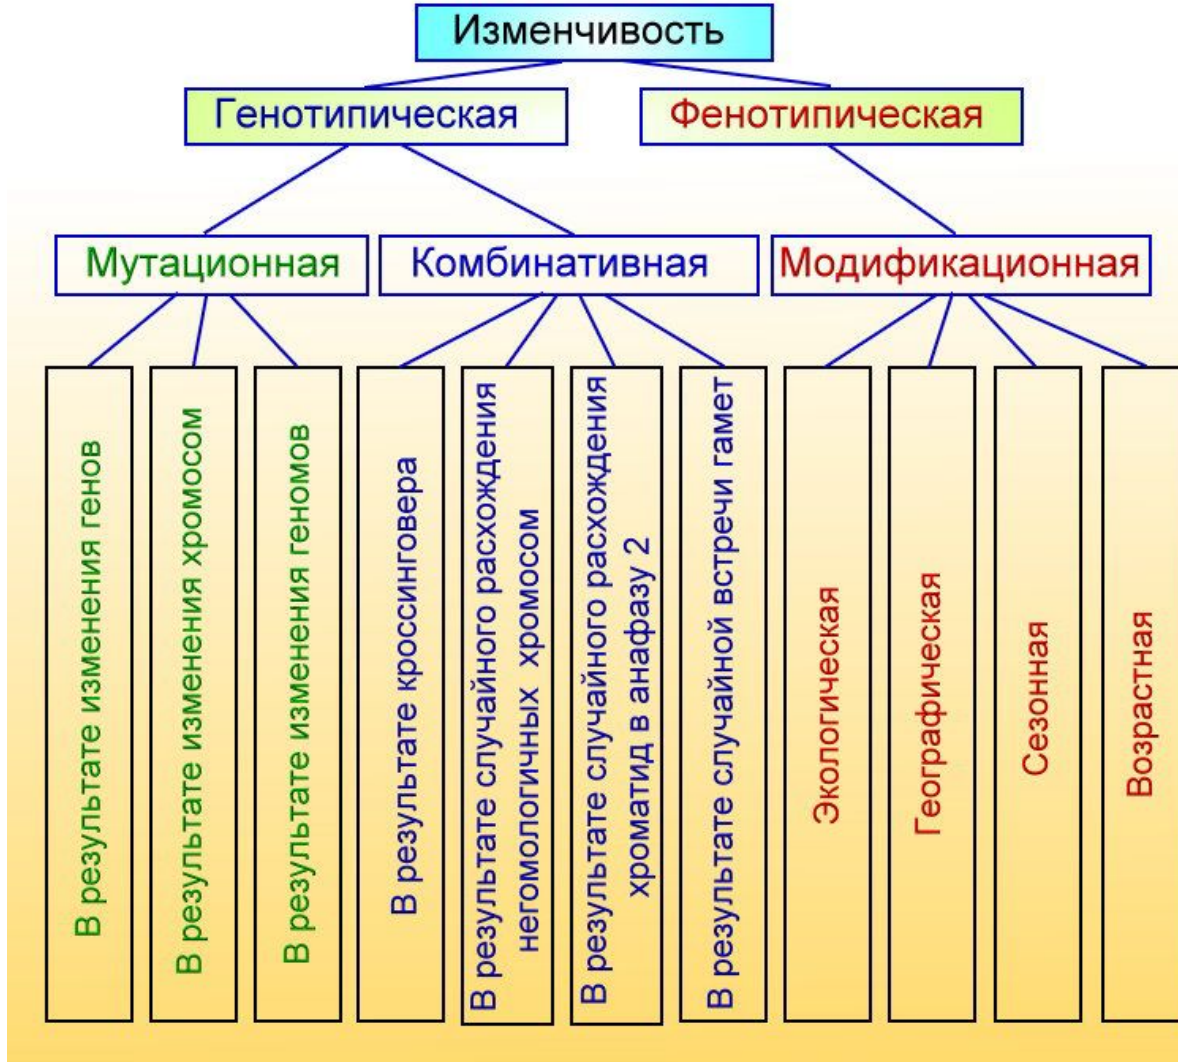 Изменчивость
Генотипическая
Фенотипическая
Мутационная
Комбинативная
Модификационная
В результате изменения генов
В результате изменения хромосом
В результате изменения геномов
В результате кроссинговера
В результате случайного расхождения
негомологичных хромосом
В результате случайного расхождения
хроматид в анафазу 2
В результате случайной встречи гамет
Экологическая
Географическая
Сезонная
Возрастная